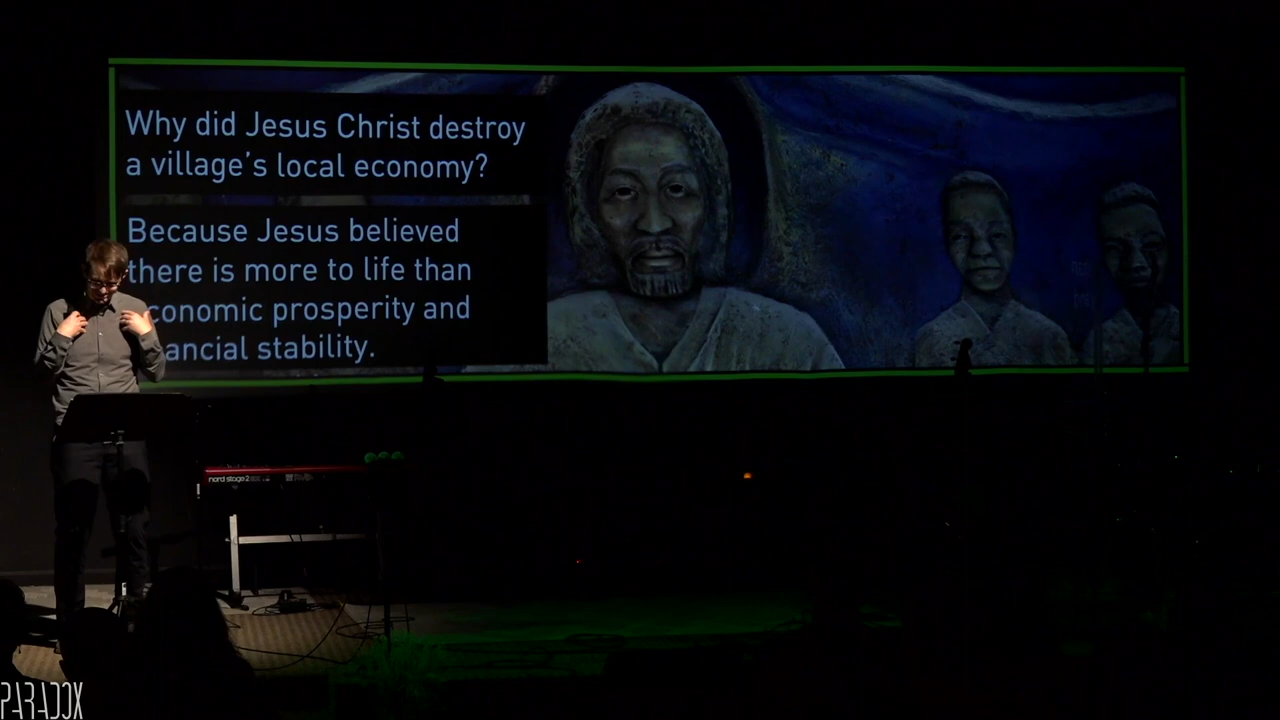 Why did Jesus Christ destroy
a village's local economy?
Because Jesus believed
there is more to life than
conomic prosperity and
ancial stability.
nord stage 2
PARADOX